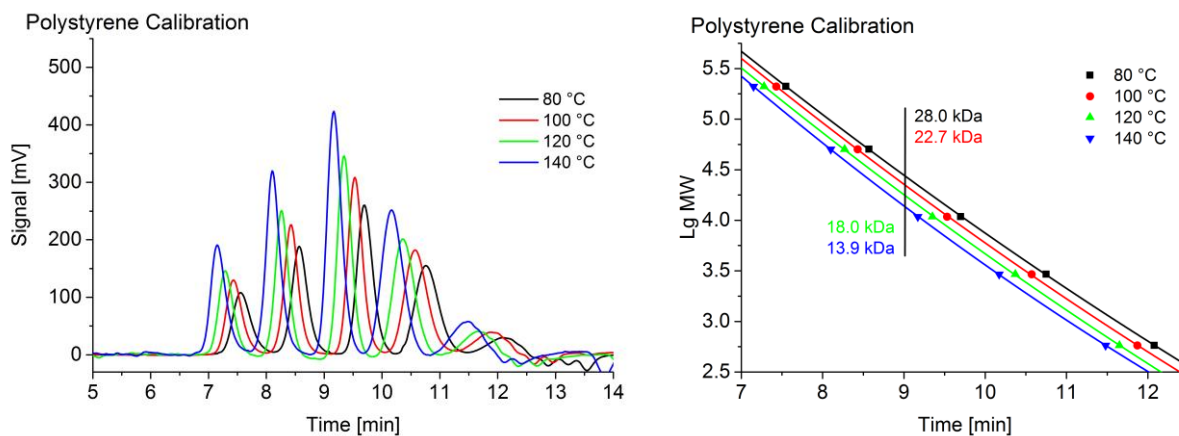 Polystyrene Calibration
500
400
300
200
100
0
Signal [mV]
5 6 7 8 9 10 11 12 13 14
Time [min]
80 °C
100 °C
120 °C
140 °C
Polystyrene Calibration
5.5
5.0
4.5
4.0
3.5
3.0
2.5
Lg MW
7 8 9 10 11 12
Time [min]
28.0 kDa
22.7 kDa
18.0 kDa
13.9 kDa
80 °C
100 °C
120 °C
140 °C